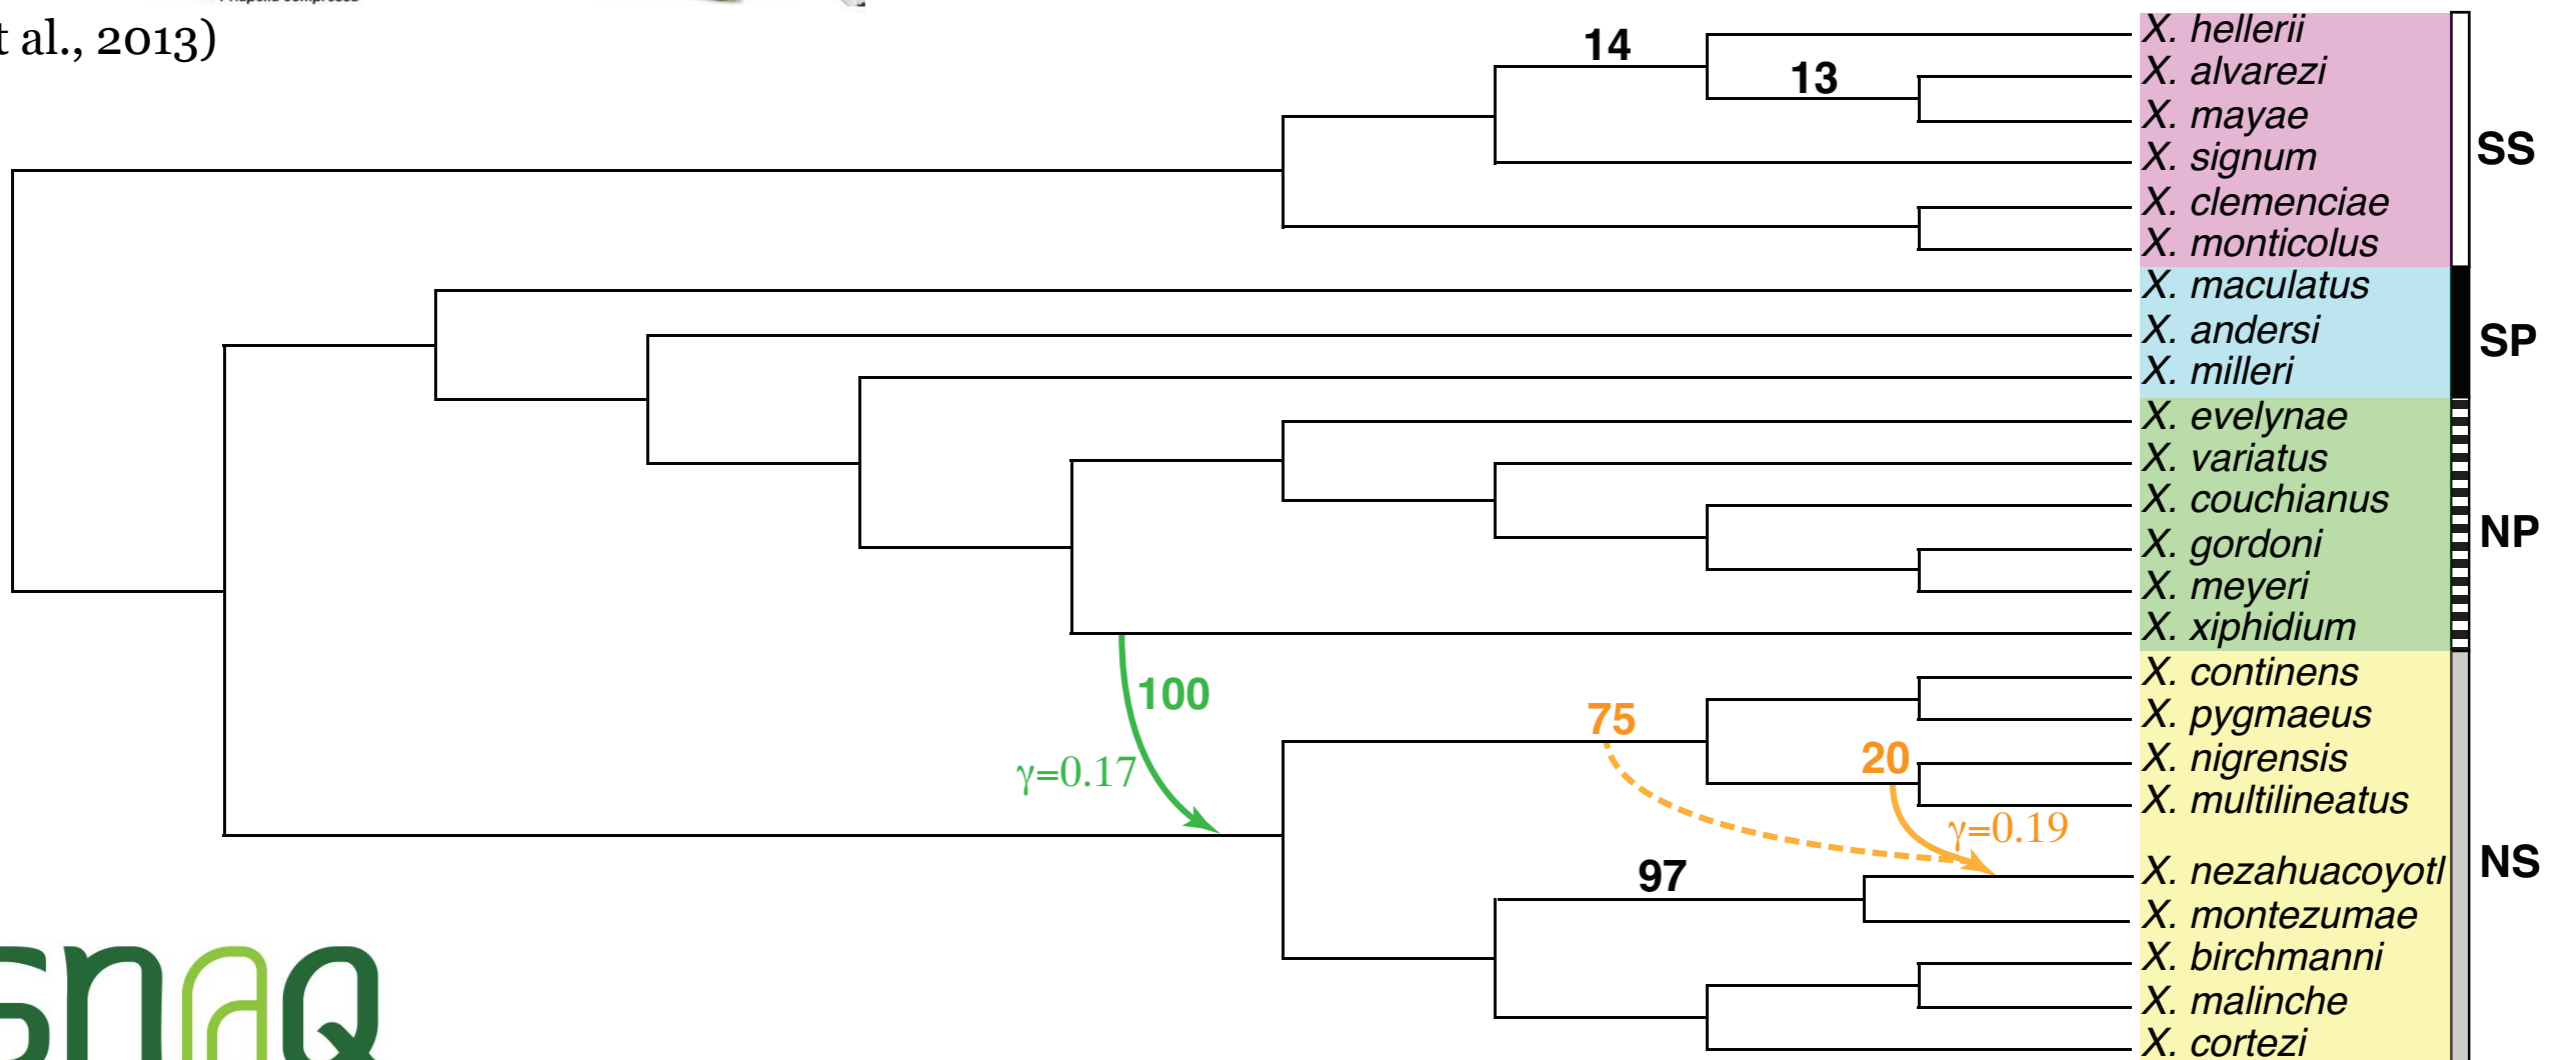 t al., 2013)
14
13
X. hellerii
X. alvarezi
X. mayae
X. signum
X. clemenciae
X. monticolus
SS
X. maculatus
X. andersi
X. milleri
SP
X. evelynae
X. variatus
X. couchianus
X. gordoni
X. meyeri
X. xiphidium
NP
100
γ=0.17
75
20
γ=0.19
97
X. continens
X. pygmaeus
X. nigrensis
X. multilineatus
X. nezahuacoyotl
X. montezumae
X. birchmanni
X. malinche
X. cortezi
NS
snaQ